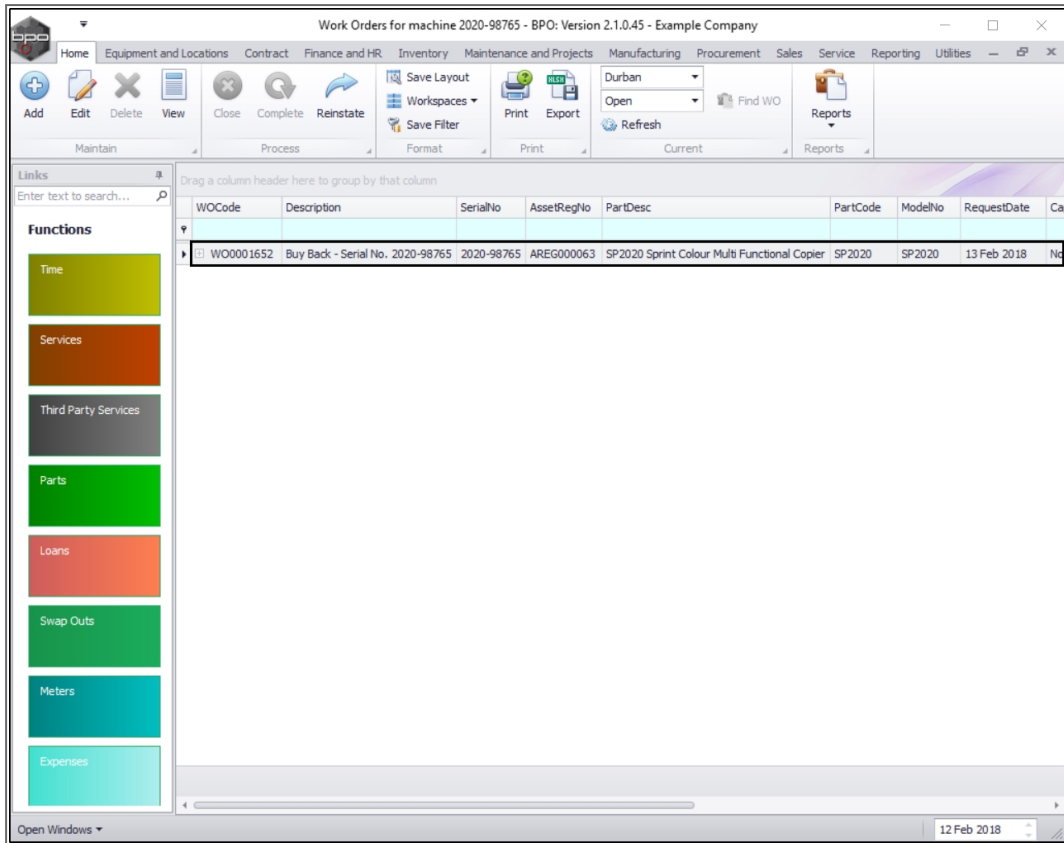 Work Orders for machine 2020-98765 - BPO: Version 2.1.0.45 - Example Company
bpo
Home Equipment and Locations Contract Finance and HR Inventory Maintenance and Projects Manufacturing Procurement Sales Service Reporting Utilities
Add Edit Delete View Close Complete Reinstate
Save Layout
Workspaces
Save Filter
Print Export
Durban
Open Find WO
Refresh
Reports
Maintain Process Format Print Current Reports
Links
Enter text to search...
Functions
Time
Services
Third Party Services
Parts
Loans
Swap Outs
Meters
Expenses
Drag a column header here to group by that column
WOCode Description SerialNo AssetRegNo PartDesc PartCode ModelNo RequestDate Ca
WO0001652 Buy Back - Serial No. 2020-98765 2020-98765 AREG000063 SP2020 Sprint Colour Multi Functional Copier SP2020 SP2020 13 Feb 2018 No
Open Windows 12 Feb 2018